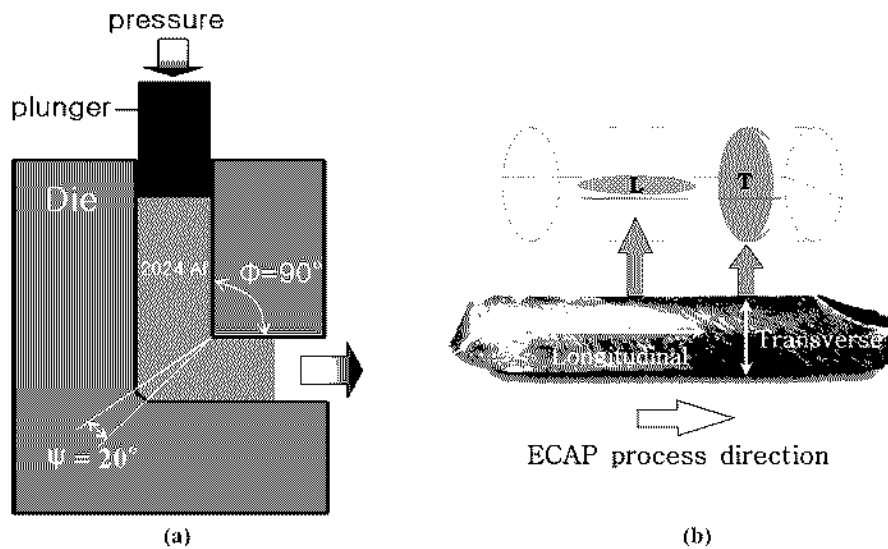 pressure
plunger
Die
2024 Al
Φ=90°
Ψ = 20°
(a)
L
T
Transverse
Longitudinal
ECAP process direction
(b)